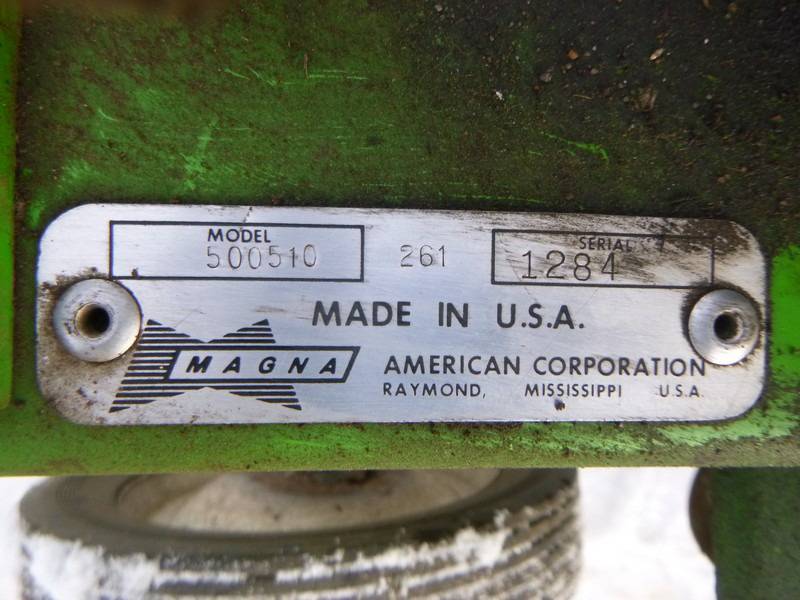 MODEL SERIAL
500510 261 1284
MADE IN U.S.A.
MAGNA AMERICAN CORPORATION
RAYMOND, MISSISSIPPI U.S.A.